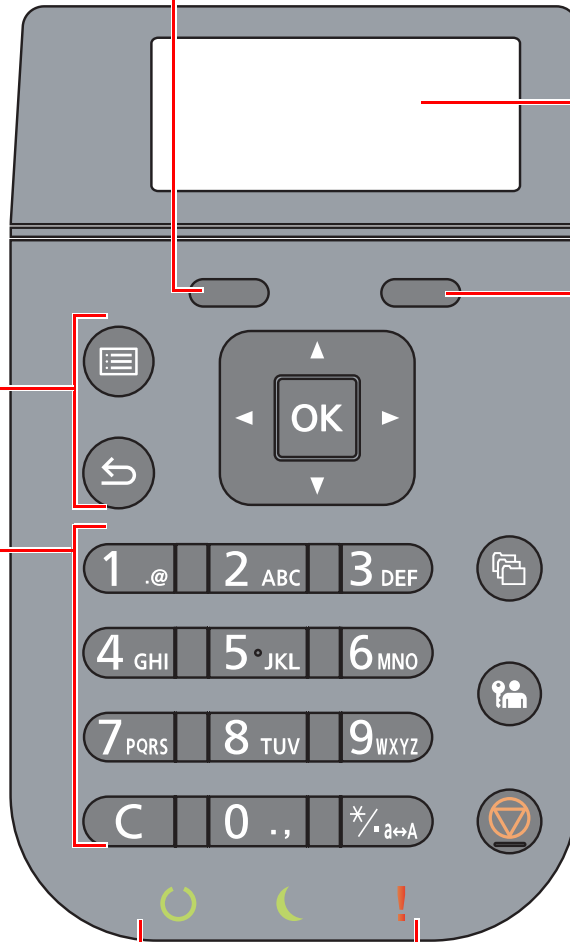 OK
1 .@ 2 ABC 3 DEF
4 GHI 5 JKL 6 MNO
7 PQRS 8 TUV 9 WXYZ
C 0 ., */. a↔A
!